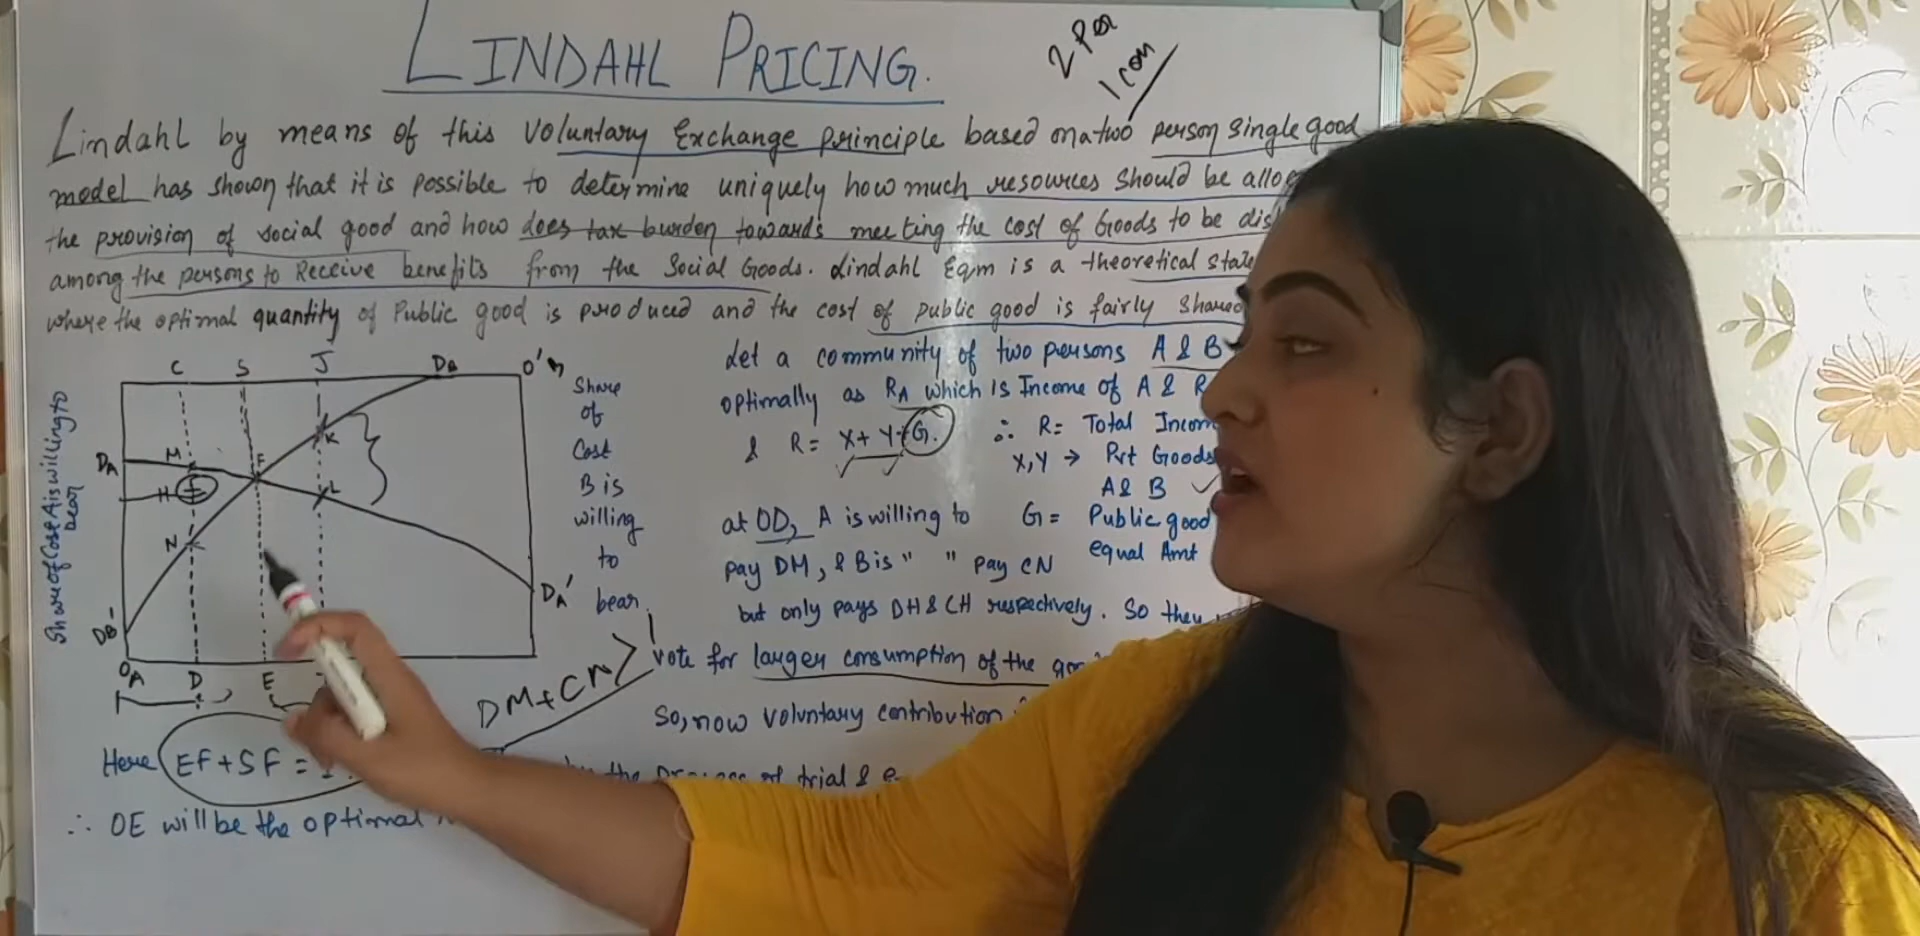 LINDAHL PRICING.
2 Per
1 com
Lindahl by means of this Voluntary Exchange principle based on a two person single good
model has shown that it is possible to determine uniquely how much resources should be
the provision of social good and how does tax burden towards meeting the cost of Goods to be
among the persons to Receive benefits from the Social Goods. Lindahl Eqm is a theoretical
where the optimal quantity of Public good is produced and the cost of public good is fairly shared
Let a community of two persons A & B
optimally as RA which is Income of A &
& R = X + Y + G. ∴ R = Total
X, Y → Pvt Goods
A & B
at OD, A is willing to G = Public good
pay DM, & B is " " pay CN equal Amt
but only pays DH & CH respectively. So they
vote for larger consumption of the
So, now voluntary contribution
the process of trial &
Share of Cost A is willing to bear
C S J DB O'B
DA M F K
H L
N
DA'
DB'
OA D E
Share
of
Cost
B is
willing
to
bear.
DM + CN >
Here EF + SF =
∴ OE will be the optimal